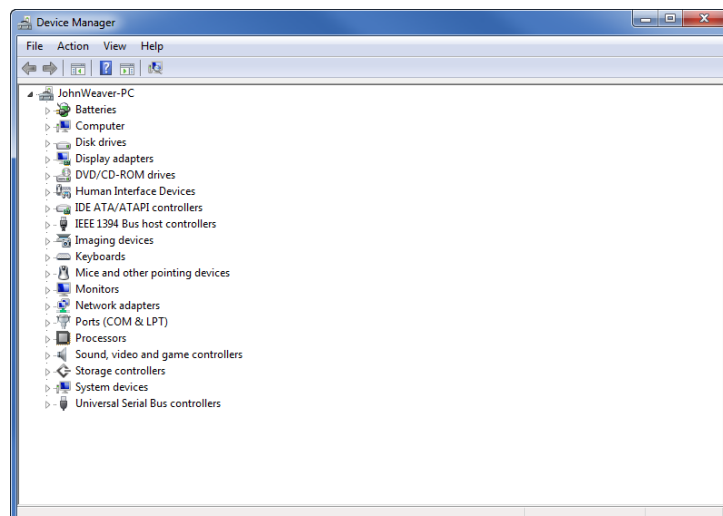 Device Manager
File Action View Help
JohnWeaver-PC
Batteries
Computer
Disk drives
Display adapters
DVD/CD-ROM drives
Human Interface Devices
IDE ATA/ATAPI controllers
IEEE 1394 Bus host controllers
Imaging devices
Keyboards
Mice and other pointing devices
Monitors
Network adapters
Ports (COM & LPT)
Processors
Sound, video and game controllers
Storage controllers
System devices
Universal Serial Bus controllers